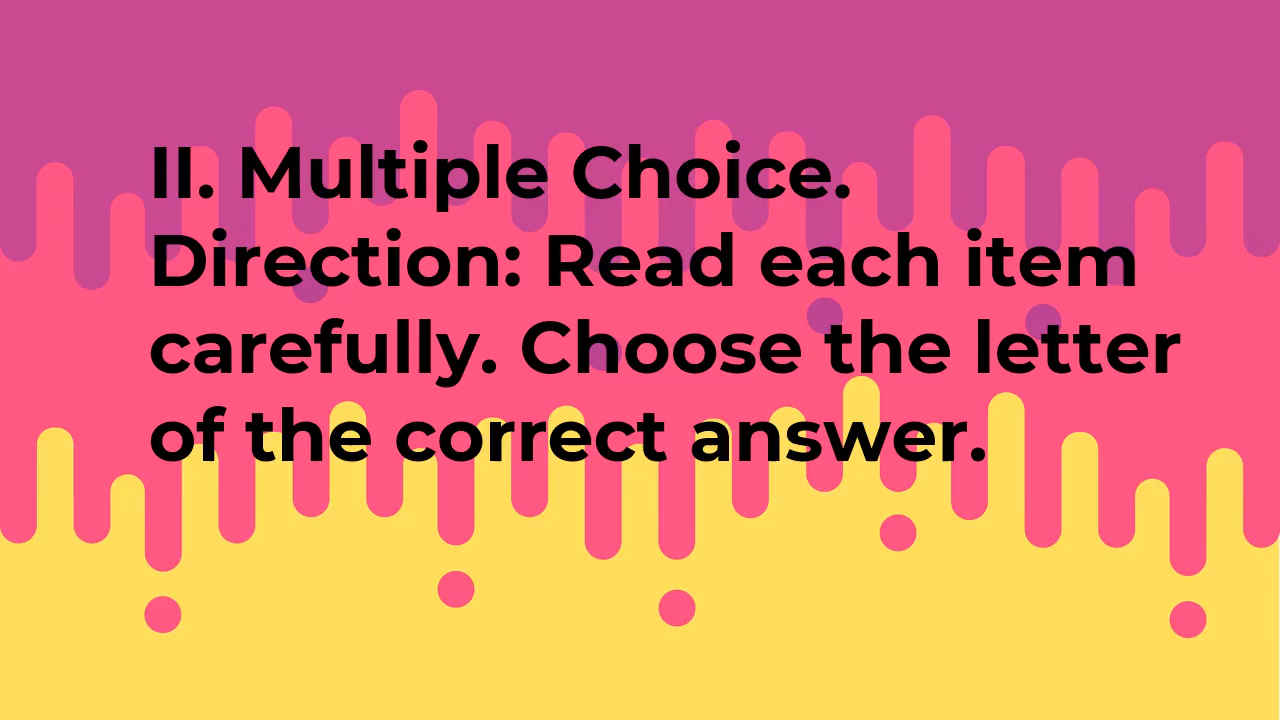 II. Multiple Choice.
Direction: Read each item
carefully. Choose the letter
of the correct answer.